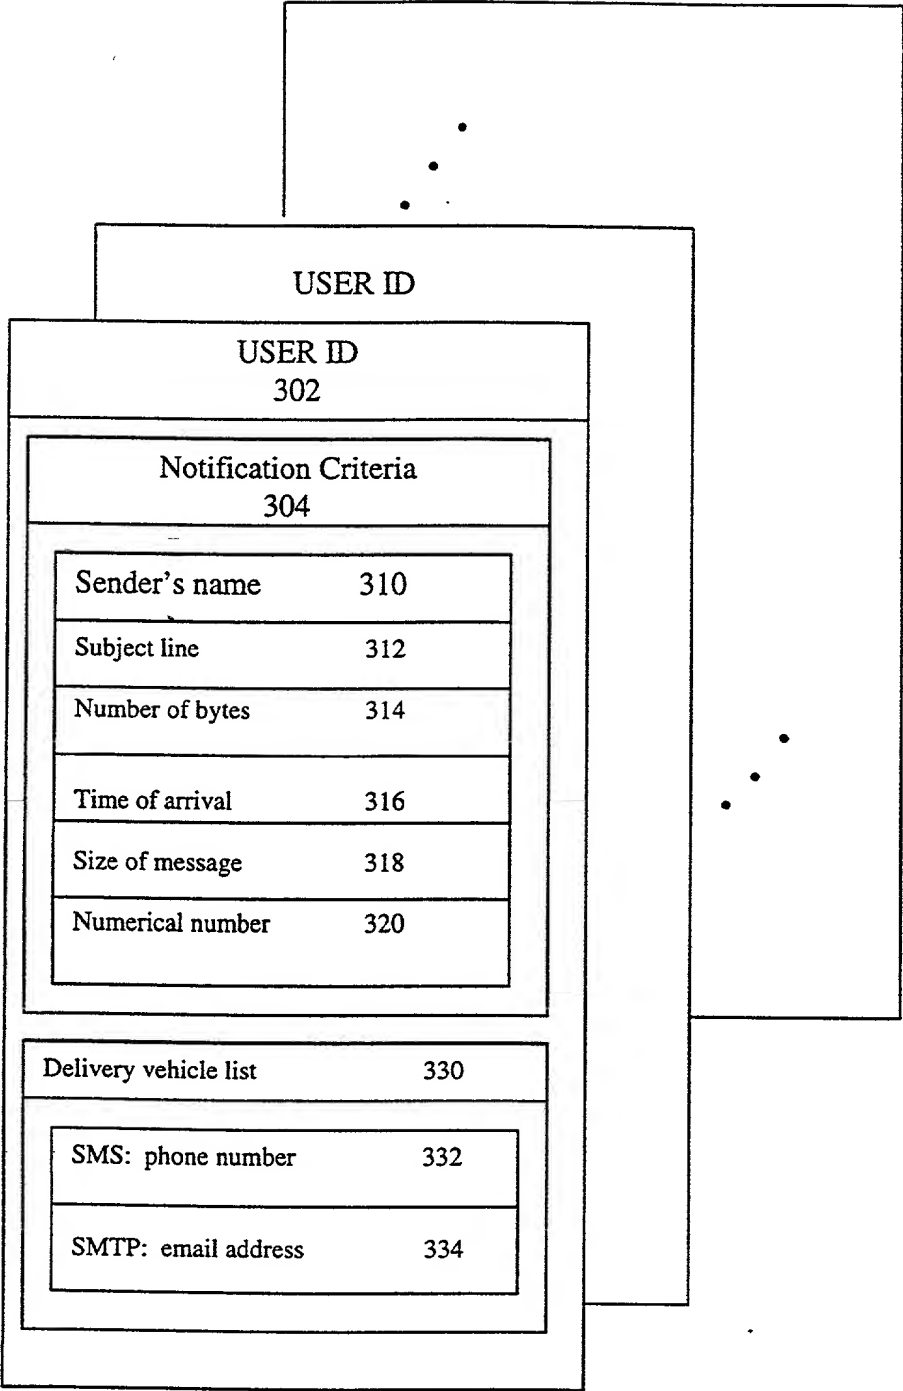 USER ID
USER ID
302
Notification Criteria
304
Sender's name 310
Subject line 312
Number of bytes 314
Time of arrival 316
Size of message 318
Numerical number 320
Delivery vehicle list 330
SMS: phone number 332
SMTP: email address 334